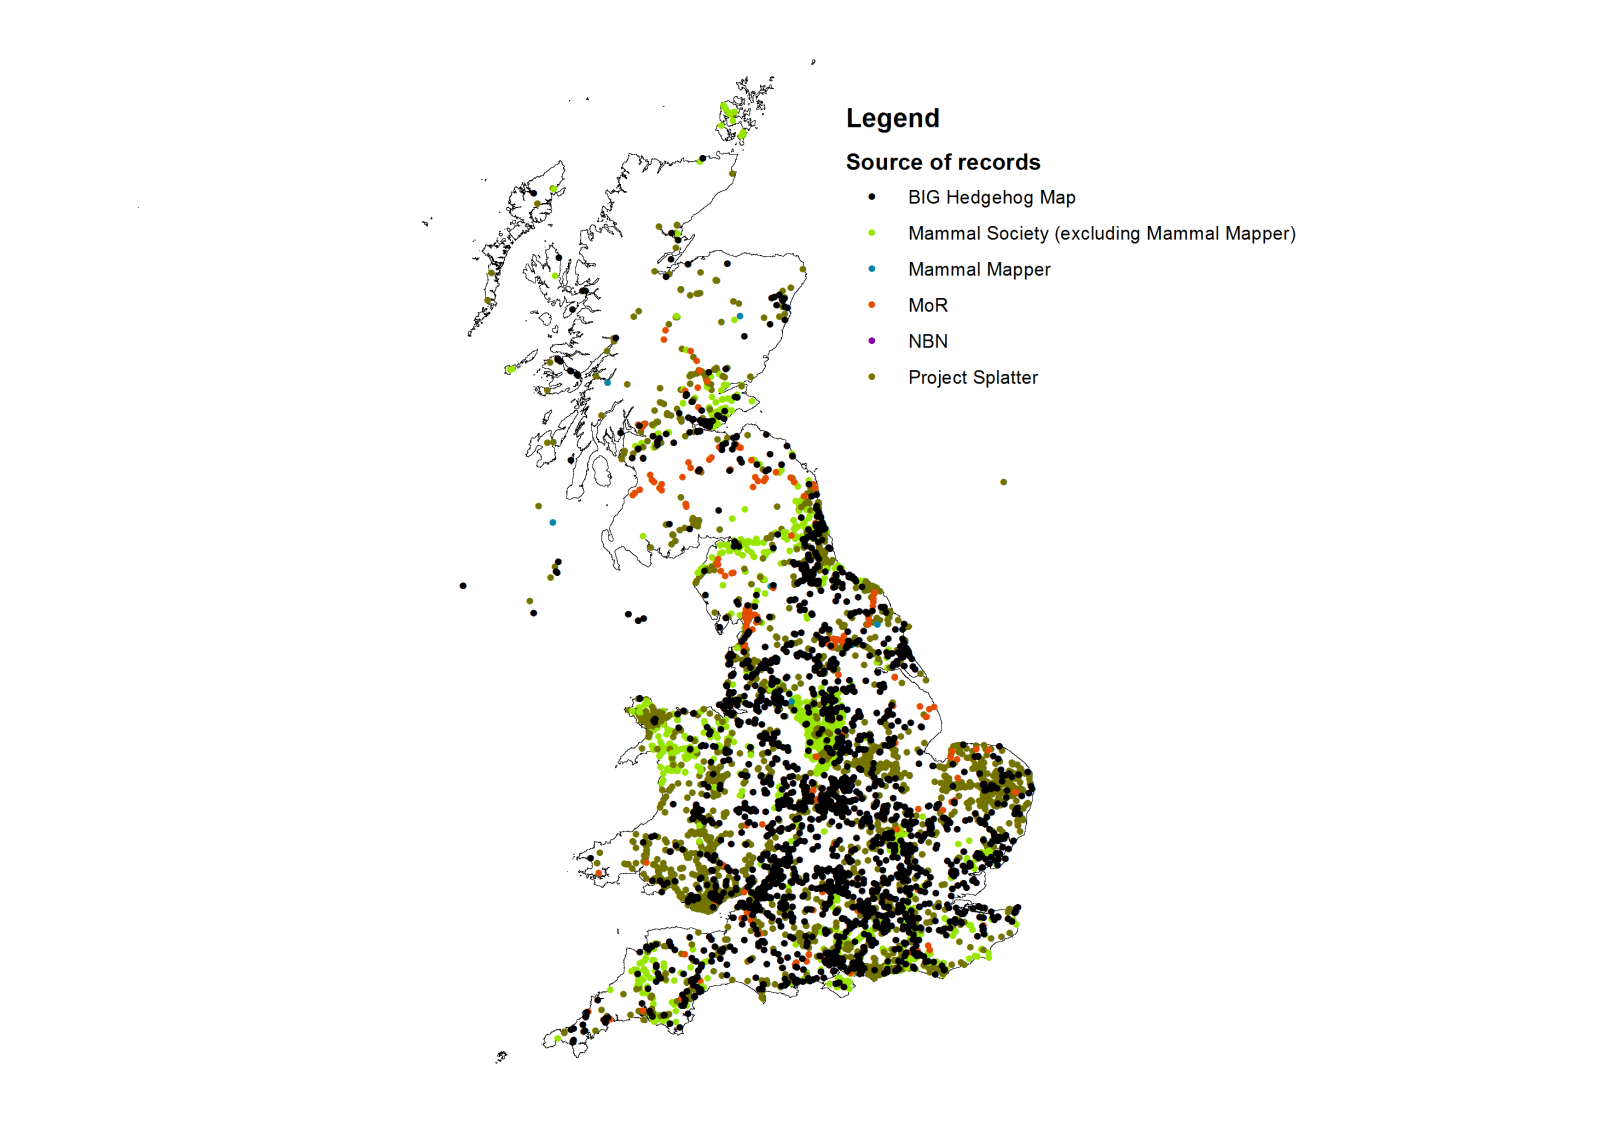 Legend
Source of records
BIG Hedgehog Map
Mammal Society (excluding Mammal Mapper)
Mammal Mapper
MoR
NBN
Project Splatter